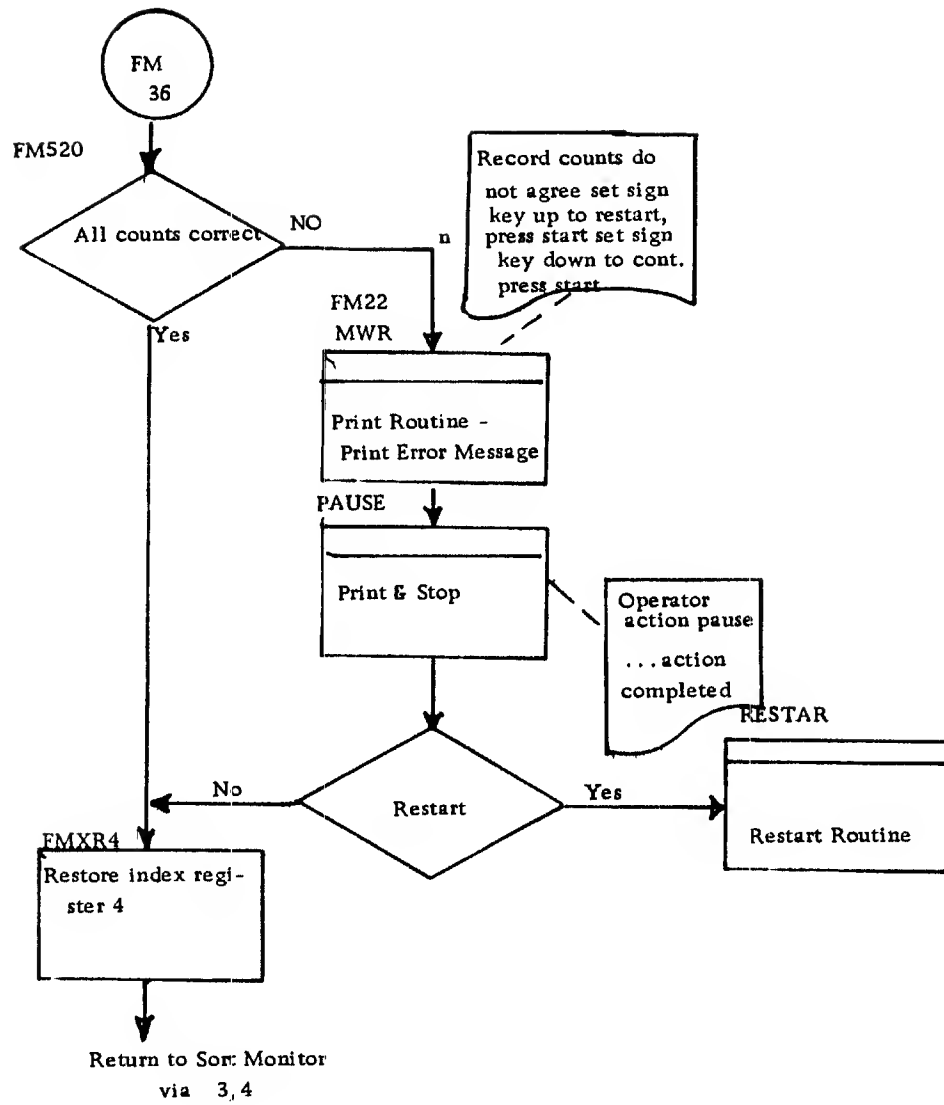 FM
36
FM520
All counts correct
NO
n
Record counts do
not agree set sign
key up to restart,
press start set sign
key down to cont.
press start
Yes
FM22
MWR
Print Routine -
Print Error Message
PAUSE
Print & Stop
Operator
action pause
...action
completed
RESTAR
No
Restart
Yes
Restart Routine
FMXR4
Restore index regi-
ster 4
Return to Sort Monitor
via 3,4